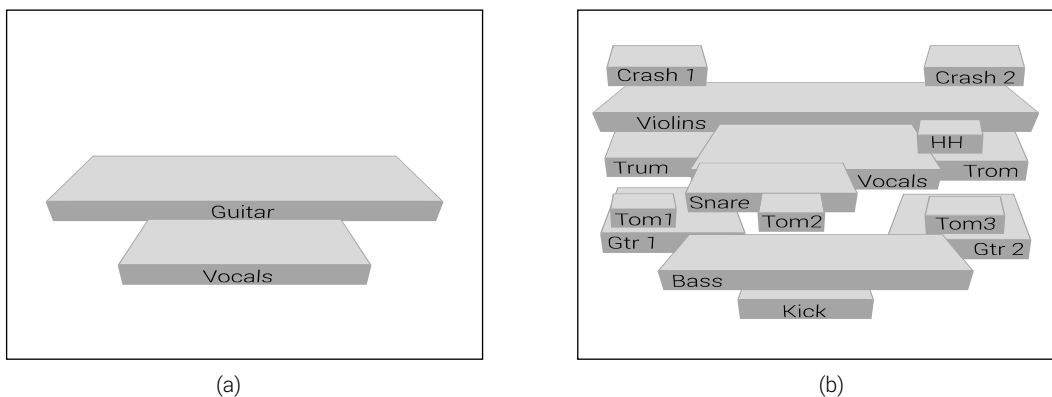 Guitar
Vocals
(a)
Crash 1
Crash 2
Violins
HH
Trum
Vocals
Trom
Snare
Tom1
Tom2
Tom3
Gtr 1
Gtr 2
Bass
Kick
(b)